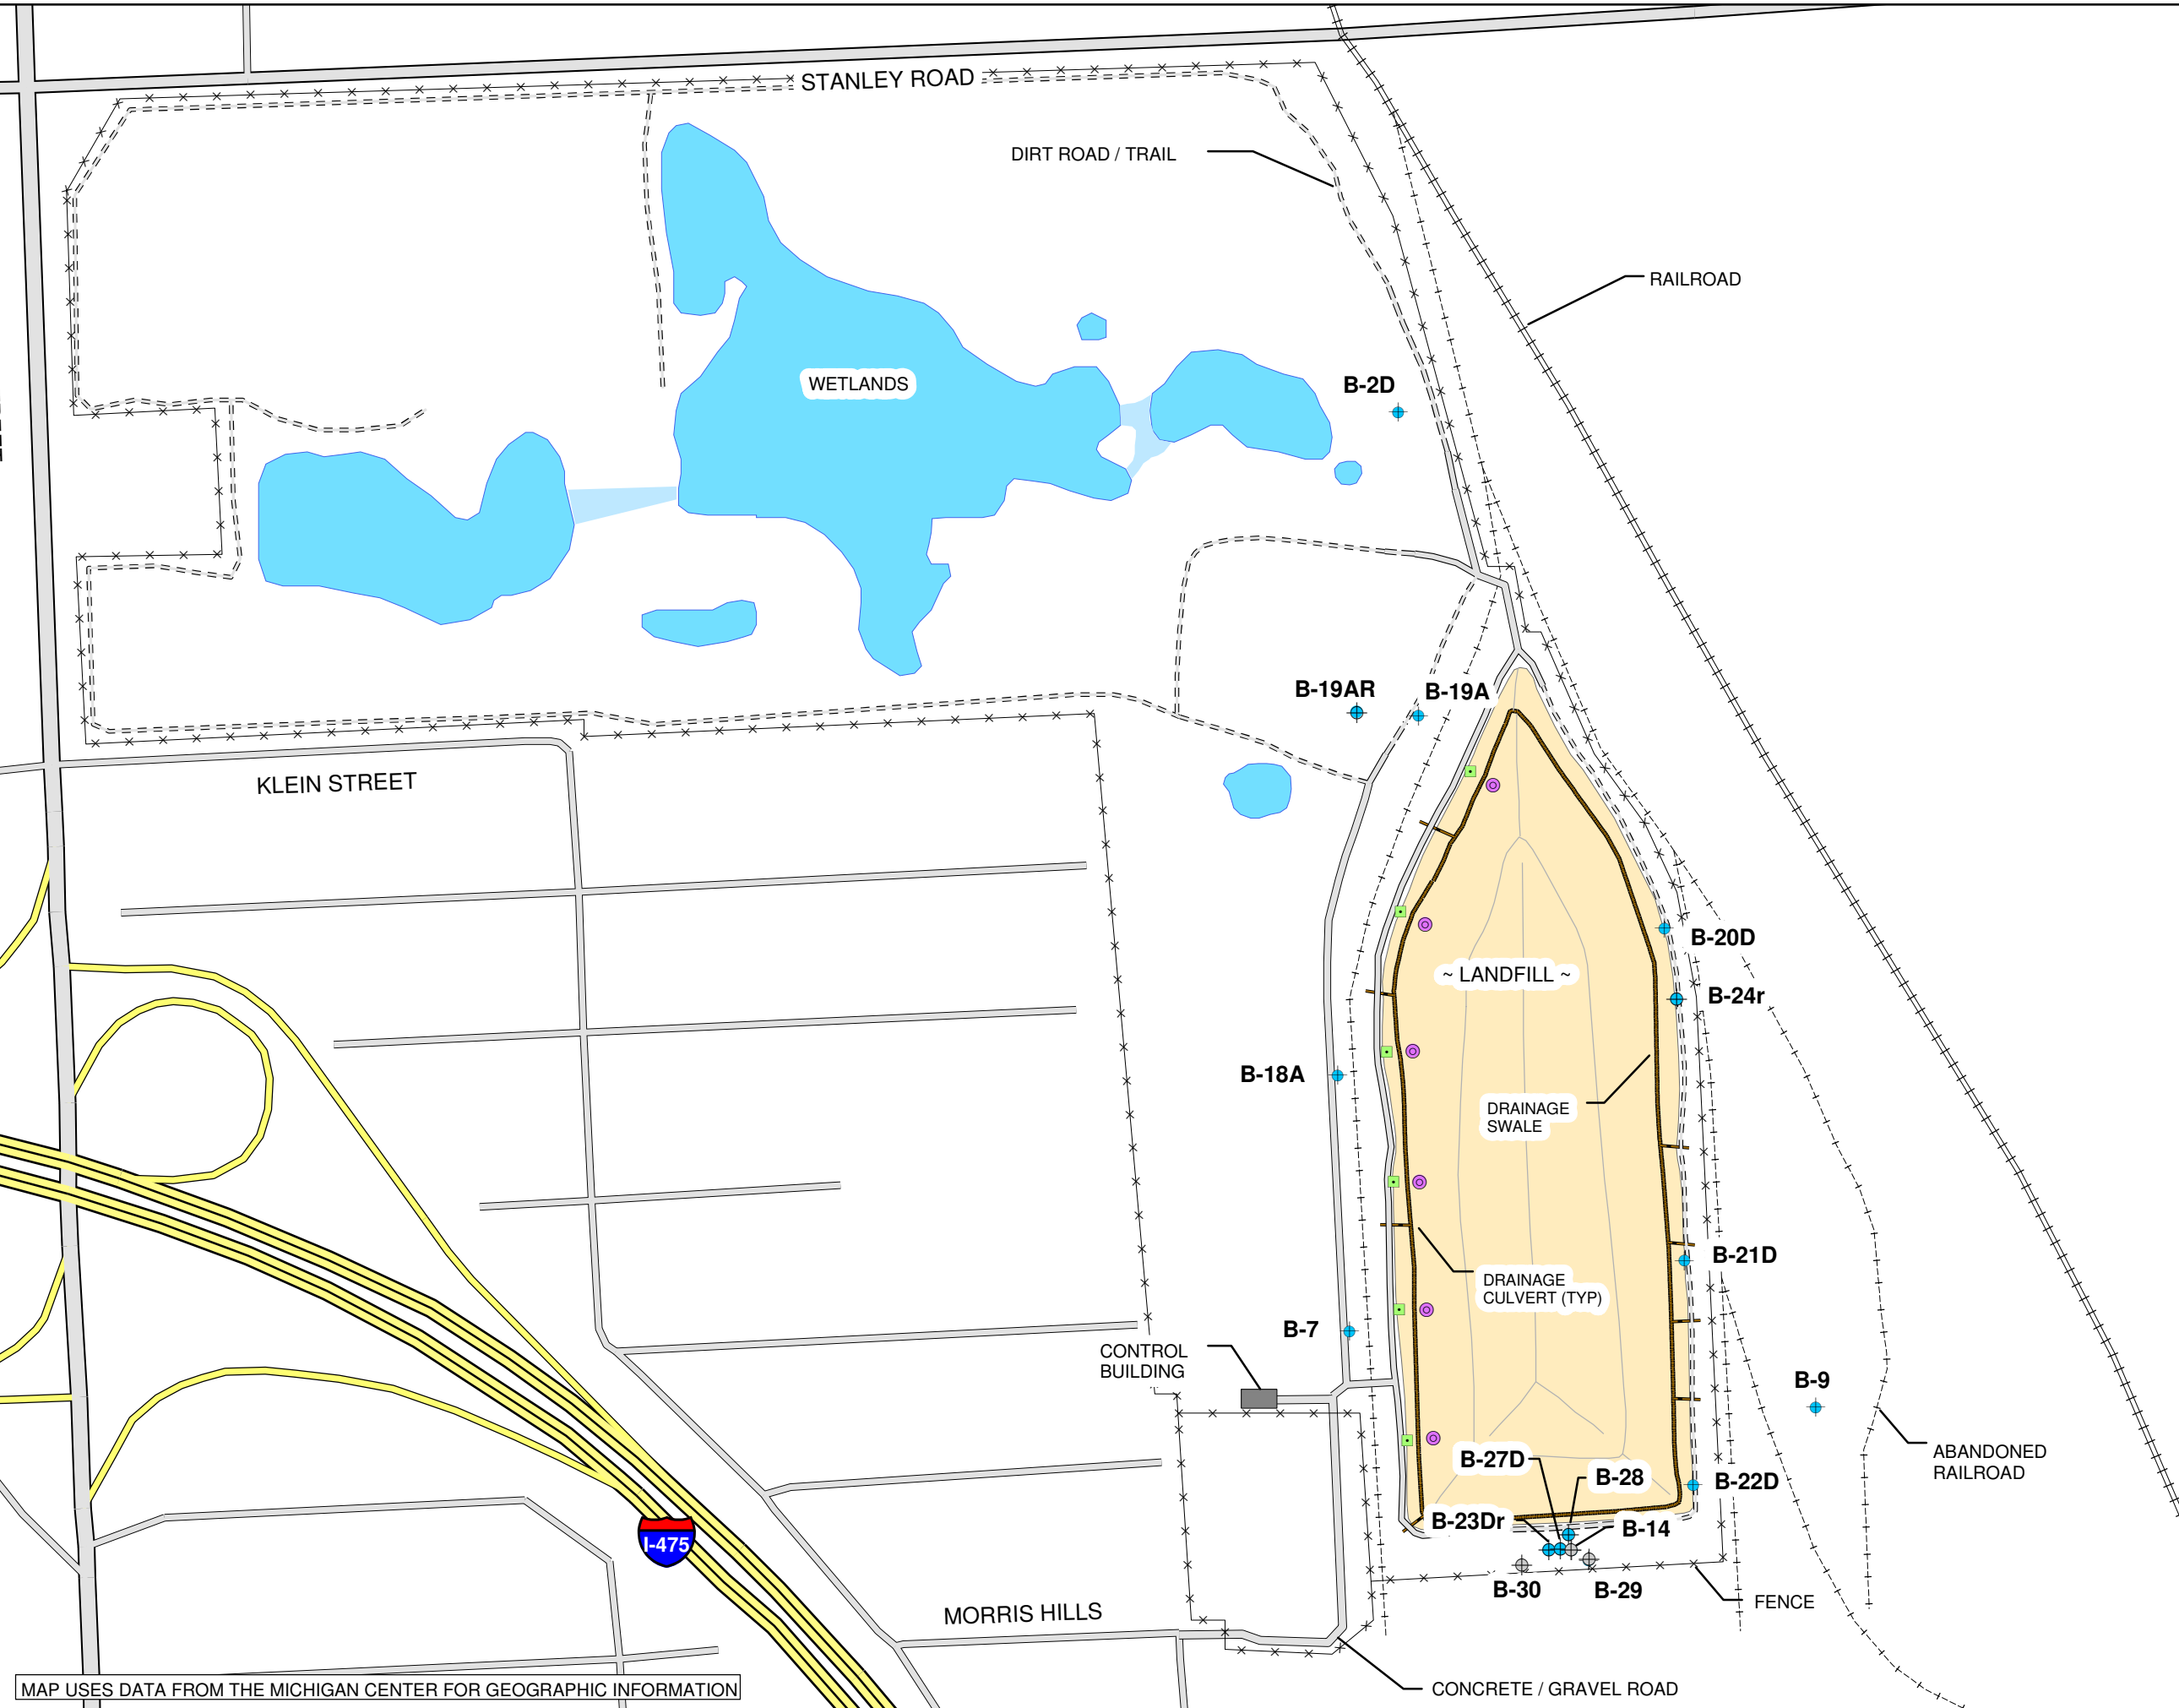 STANLEY ROAD
DIRT ROAD / TRAIL
RAILROAD
WETLANDS
B-2D
B-19AR
B-19A
KLEIN STREET
B-20D
~ LANDFILL ~
B-24r
B-18A
DRAINAGE
SWALE
B-21D
DRAINAGE
CULVERT (TYP)
B-7
CONTROL
BUILDING
B-9
ABANDONED
RAILROAD
B-27D
B-28
B-22D
B-23Dr
B-14
I-475
B-30
B-29
FENCE
MORRIS HILLS
MAP USES DATA FROM THE MICHIGAN CENTER FOR GEOGRAPHIC INFORMATION
CONCRETE / GRAVEL ROAD